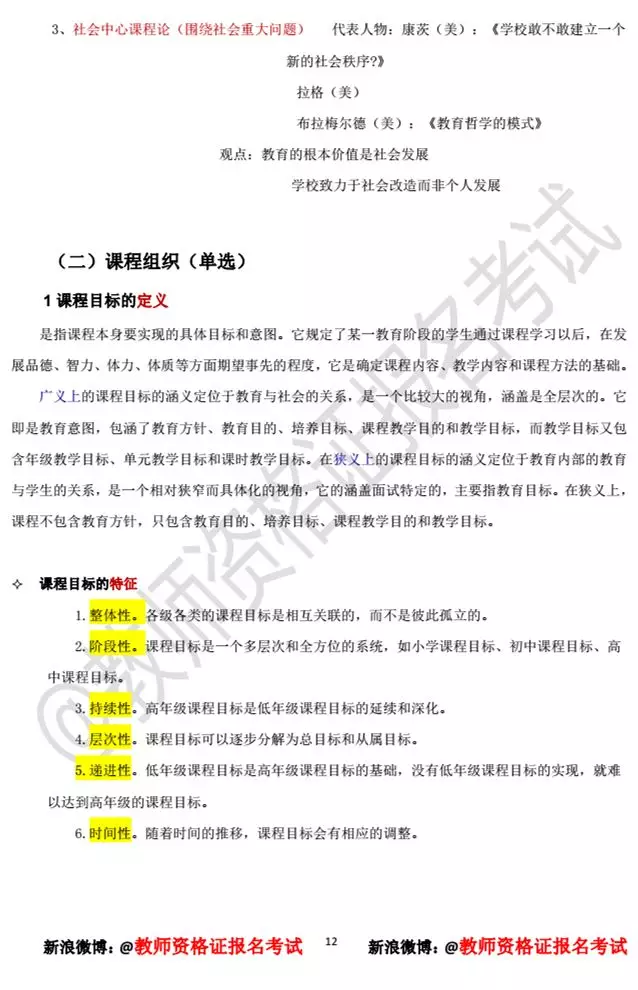 3、社会中心课程论（围绕社会重大问题） 代表人物：康茨（美）：《学校敢不敢建立一个
新的社会秩序?》
拉格（美）
布拉梅尔德（美）：《教育哲学的模式》
观点：教育的根本价值是社会发展
学校致力于社会改造而非个人发展
（二）课程组织（单选）
1 课程目标的定义
是指课程本身要实现的具体目标和意图。它规定了某一教育阶段的学生通过课程学习以后，在发
展品德、智力、体力、体质等方面期望事先的程度，它是确定课程内容、教学内容和课程方法的基础。
广义上的课程目标的涵义定位于教育与社会的关系，是一个比较大的视角，涵盖是全层次的。它
即是教育意图，包涵了教育方针、教育目的、培养目标、课程教学目的和教学目标，而教学目标又包
含年级教学目标、单元教学目标和课时教学目标。在狭义上的课程目标的涵义定位于教育内部的教育
与学生的关系，是一个相对狭窄而具体化的视角，它的涵盖面试特定的，主要指教育目标。在狭义上，
课程不包含教育方针，只包含教育目的、培养目标、课程教学目的和教学目标。
✧ 课程目标的特征
1.整体性。各级各类的课程目标是相互关联的，而不是彼此孤立的。
2.阶段性。课程目标是一个多层次和全方位的系统，如小学课程目标、初中课程目标、高
中课程目标。
3.持续性。高年级课程目标是低年级课程目标的延续和深化。
4.层次性。课程目标可以逐步分解为总目标和从属目标。
5.递进性。低年级课程目标是高年级课程目标的基础，没有低年级课程目标的实现，就难
以达到高年级的课程目标。
6.时间性。随着时间的推移，课程目标会有相应的调整。
@教师资格证报名考试
新浪微博：@教师资格证报名考试 12 新浪微博：@教师资格证报名考试